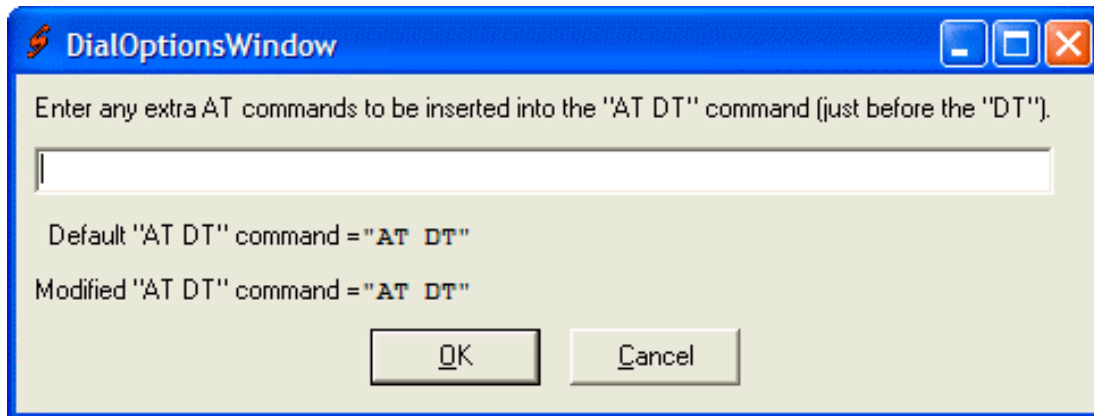 DialOptionsWindow
Enter any extra AT commands to be inserted into the "AT DT" command (just before the "DT").
Default "AT DT" command ="AT DT"
Modified "AT DT" command ="AT DT"
OK Cancel